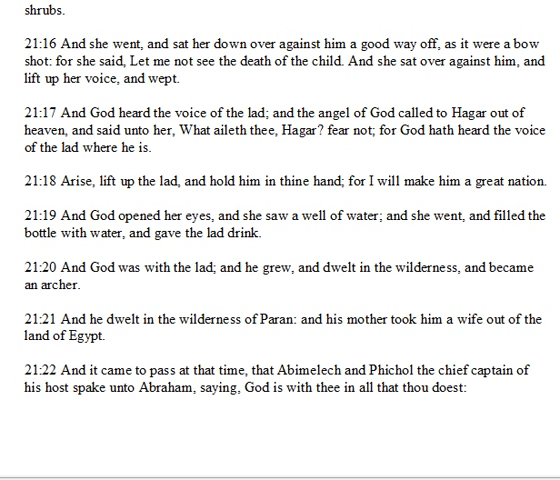 shrubs.
21:16 And she went, and sat her down over against him a good way off, as it were a bow
shot: for she said, Let me not see the death of the child. And she sat over against him, and
lift up her voice, and wept.
21:17 And God heard the voice of the lad; and the angel of God called to Hagar out of
heaven, and said unto her, What aileth thee, Hagar? fear not; for God hath heard the voice
of the lad where he is.
21:18 Arise, lift up the lad, and hold him in thine hand; for I will make him a great nation.
21:19 And God opened her eyes, and she saw a well of water; and she went, and filled the
bottle with water, and gave the lad drink.
21:20 And God was with the lad; and he grew, and dwelt in the wilderness, and became
an archer.
21:21 And he dwelt in the wilderness of Paran: and his mother took him a wife out of the
land of Egypt.
21:22 And it came to pass at that time, that Abimelech and Phichol the chief captain of
his host spake unto Abraham, saying, God is with thee in all that thou doest: